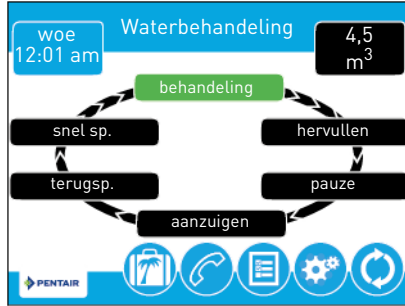 woe
12:01 am
Waterbehandeling
4,5
m³
behandeling
snel sp.
hervullen
terugsp.
pauze
aanzuigen
PENTAIR